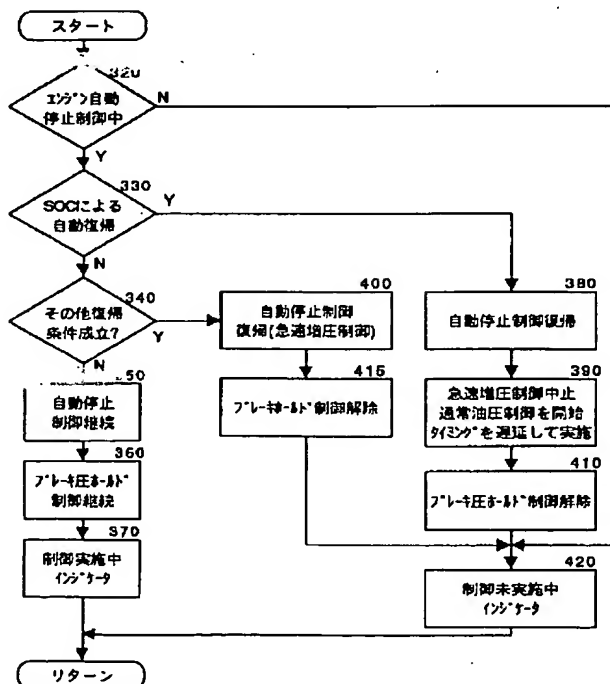 スタート
320
エンジン自動
停止制御中
N
Y
330
SOCによる
自動復帰
Y
N
340
その他復帰
条件成立?
Y
N
400
自動停止制御
復帰(急速増圧制御)
380
自動停止制御復帰
50
自動停止
制御継続
415
ブレーキホールド制御解除
390
急速増圧制御中止
通常油圧制御を開始
タイミングを遅延して実施
360
ブレーキ圧ホールド
制御継続
410
ブレーキ圧ホールド制御解除
370
制御実施中
インジケータ
420
制御未実施中
インジケータ
リターン